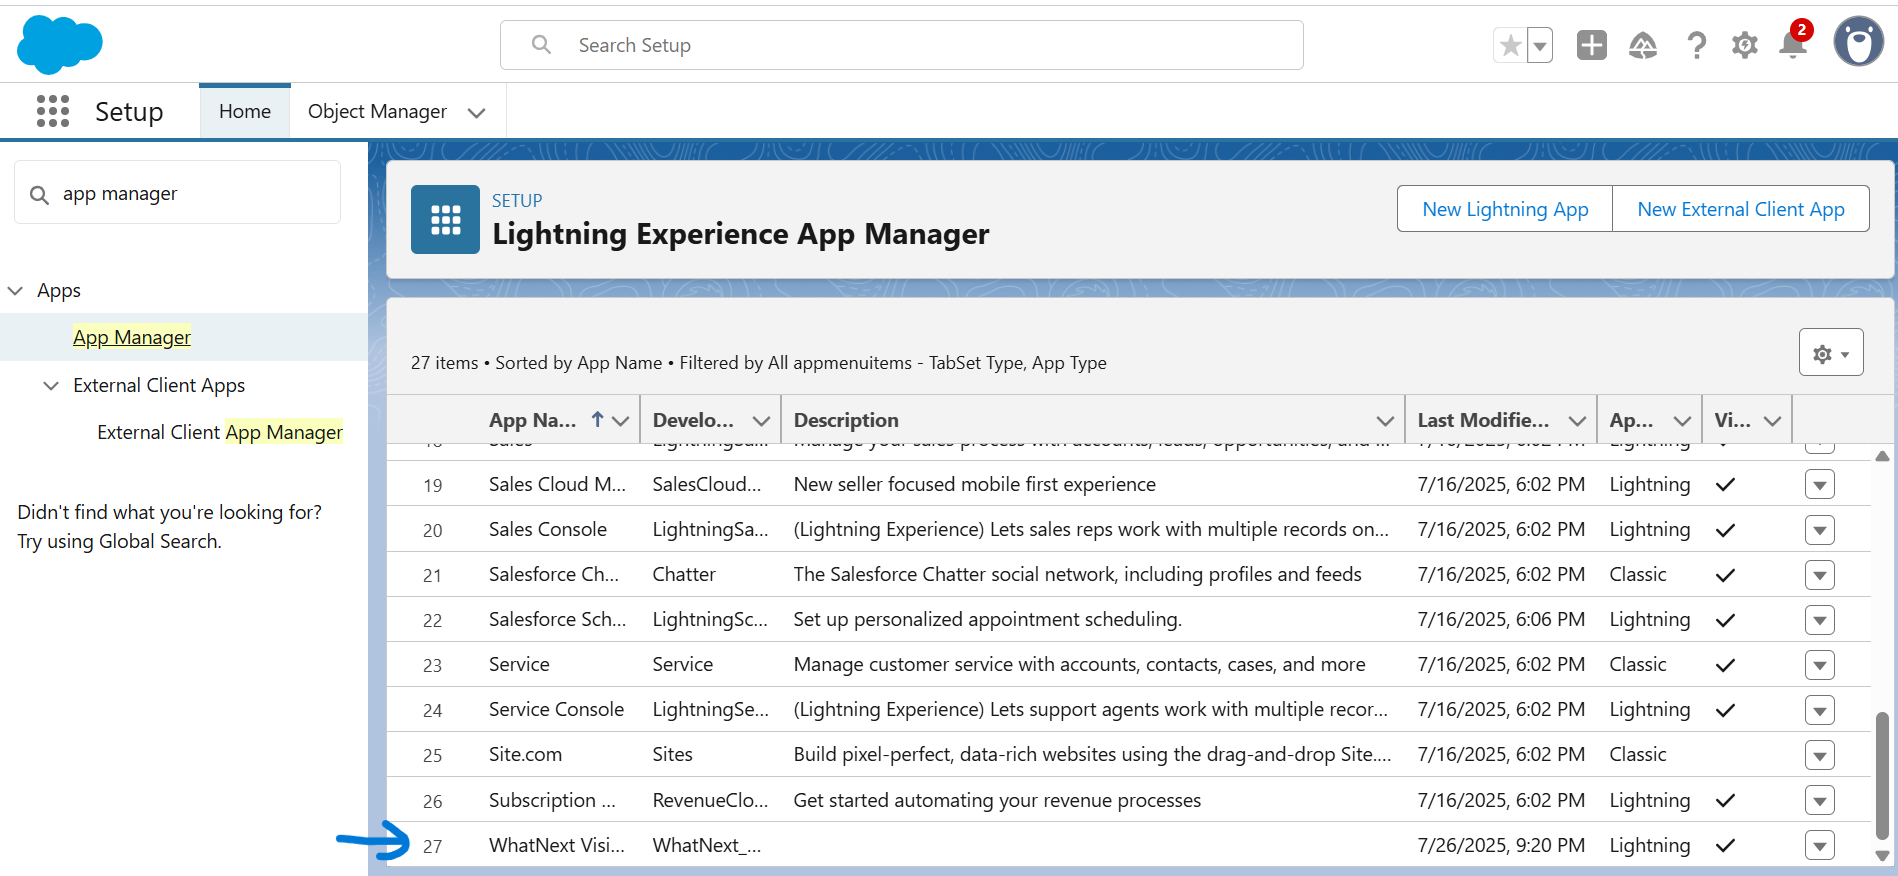 Search Setup
2
Setup
Home
Object Manager
app manager
Apps
App Manager
External Client Apps
External Client App Manager
Didn't find what you're looking for?
Try using Global Search.
SETUP
Lightning Experience App Manager
New Lightning App
New External Client App
27 items • Sorted by App Name • Filtered by All appmenuitems - TabSet Type, App Type
App Na... Develo... Description Last Modifie... Ap... Vi...
19 Sales Cloud M... SalesCloud... New seller focused mobile first experience 7/16/2025, 6:02 PM Lightning
20 Sales Console LightningSa... (Lightning Experience) Lets sales reps work with multiple records on... 7/16/2025, 6:02 PM Lightning
21 Salesforce Ch... Chatter The Salesforce Chatter social network, including profiles and feeds 7/16/2025, 6:02 PM Classic
22 Salesforce Sch... LightningSc... Set up personalized appointment scheduling. 7/16/2025, 6:06 PM Lightning
23 Service Service Manage customer service with accounts, contacts, cases, and more 7/16/2025, 6:02 PM Classic
24 Service Console LightningSe... (Lightning Experience) Lets support agents work with multiple recor... 7/16/2025, 6:02 PM Lightning
25 Site.com Sites Build pixel-perfect, data-rich websites using the drag-and-drop Site.... 7/16/2025, 6:02 PM Classic
26 Subscription ... RevenueClo... Get started automating your revenue processes 7/16/2025, 6:02 PM Lightning
27 WhatNext Visi... WhatNext_... 7/26/2025, 9:20 PM Lightning